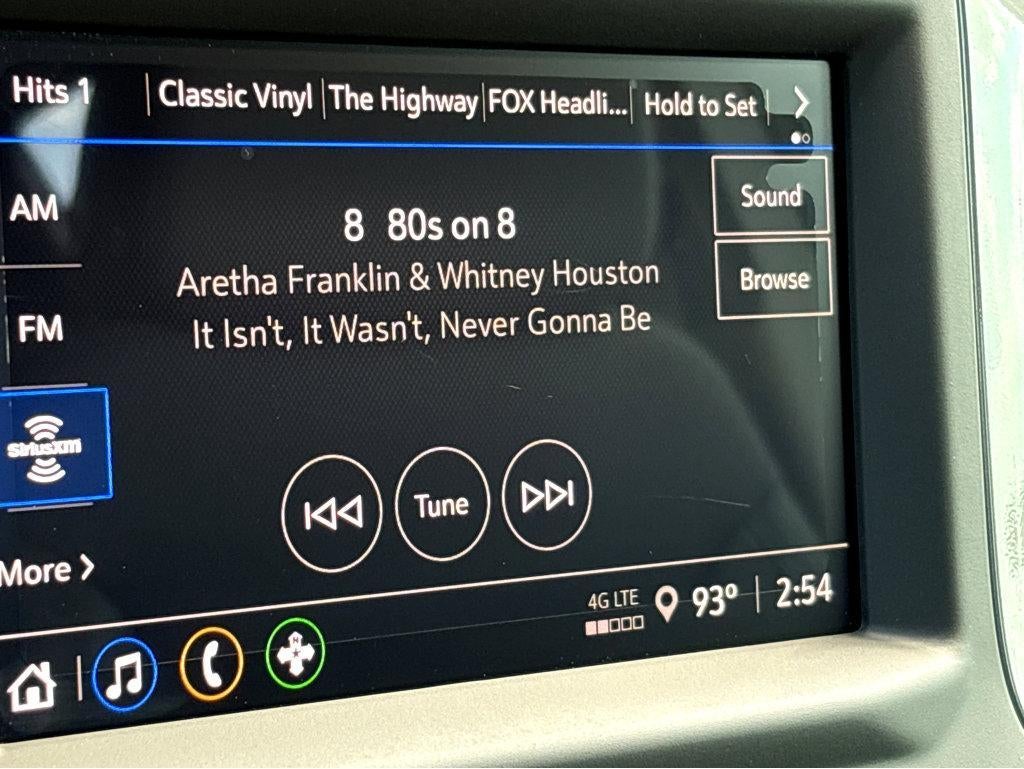 Hits 1 | Classic Vinyl | The Highway | FOX Headli... | Hold to Set
AM
Sound
8 80s on 8
Aretha Franklin & Whitney Houston
Browse
It Isn't, It Wasn't, Never Gonna Be
FM
SiriusXM
Tune
More
4G LTE
93° | 2:54